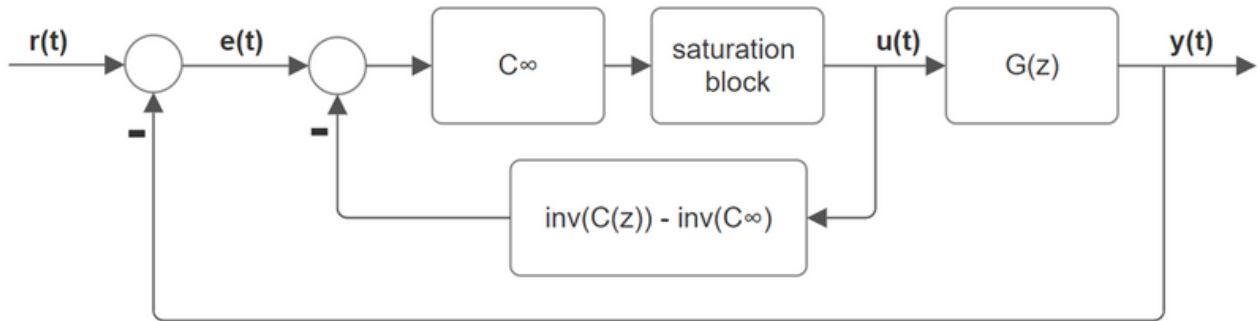 r(t)
e(t)
C∞
saturation
block
u(t)
G(z)
y(t)
-
-
inv(C(z)) - inv(C∞)